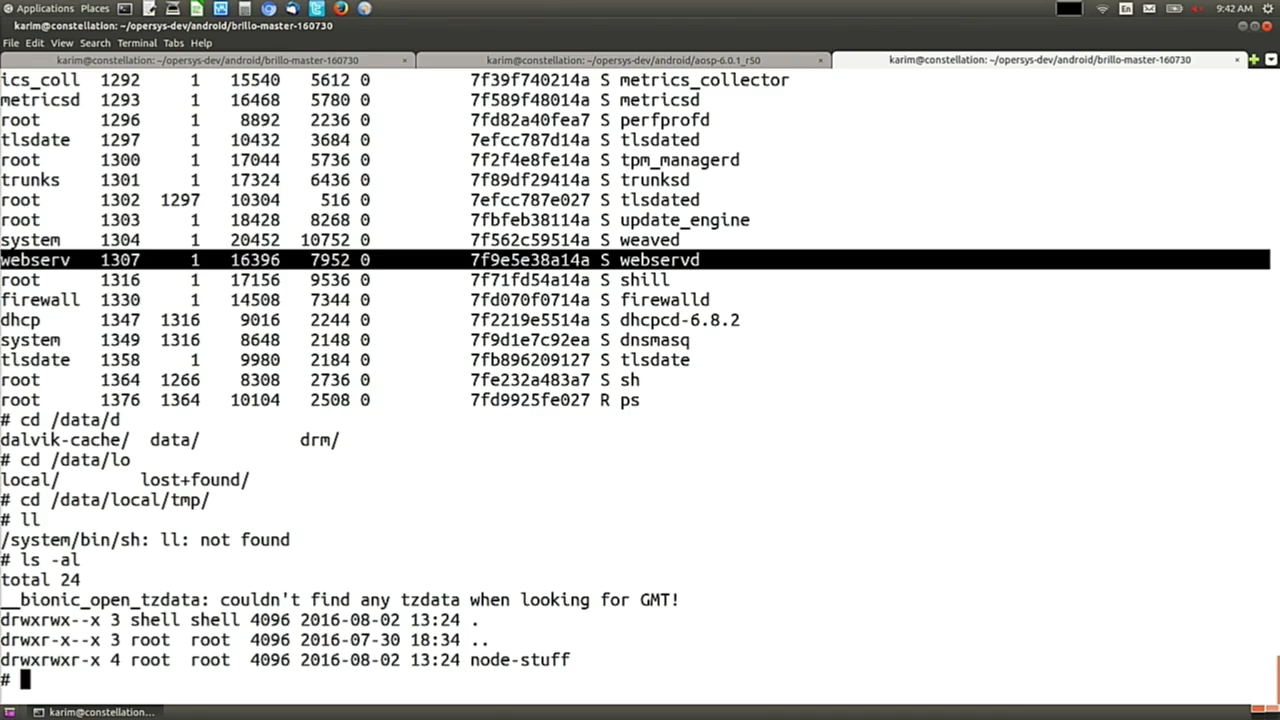 Applications Places 9:42 AM
En
karim@constellation: ~/opersys-dev/android/brillo-master-160730
File Edit View Search Terminal Tabs Help
karim@constellation: ~/opersys-dev/android/brillo-master-160730 × karim@constellation: ~/opersys-dev/android/aosp-6.0.1_r50 × karim@constellation: ~/opersys-dev/android/brillo-master-160730 ×
ics_coll 1292 1 15540 5612 0 7f39f740214a S metrics_collector
metricsd 1293 1 16468 5780 0 7f589f48014a S metricsd
root 1296 1 8892 2236 0 7fd82a40fea7 S perfprofd
tlsdate 1297 1 10432 3684 0 7efcc787d14a S tlsdated
root 1300 1 17044 5736 0 7f2f4e8fe14a S tpm_managerd
trunks 1301 1 17324 6436 0 7f89df29414a S trunksd
root 1302 1297 10304 516 0 7efcc787e027 S tlsdated
root 1303 1 18428 8268 0 7fbfeb38114a S update_engine
system 1304 1 20452 10752 0 7f562c59514a S weaved
webserv 1307 1 16396 7952 0 7f9e5e38a14a S webservd
root 1316 1 17156 9536 0 7f71fd54a14a S shill
firewall 1330 1 14508 7344 0 7fd070f0714a S firewalld
dhcp 1347 1316 9016 2244 0 7f2219e5514a S dhcpcd-6.8.2
system 1349 1316 8648 2148 0 7f9d1e7c92ea S dnsmasq
tlsdate 1358 1 9980 2184 0 7fb896209127 S tlsdate
root 1364 1266 8308 2736 0 7fe232a483a7 S sh
root 1376 1364 10104 2508 0 7fd9925fe027 R ps
# cd /data/d
dalvik-cache/ data/ drm/
# cd /data/lo
local/ lost+found/
# cd /data/local/tmp/
# ll
/system/bin/sh: ll: not found
# ls -al
total 24
__bionic_open_tzdata: couldn't find any tzdata when looking for GMT!
drwxrwx--x 3 shell shell 4096 2016-08-02 13:24 .
drwxr-x--x 3 root root 4096 2016-07-30 18:34 ..
drwxrwxr-x 4 root root 4096 2016-08-02 13:24 node-stuff
#
karim@constellation...